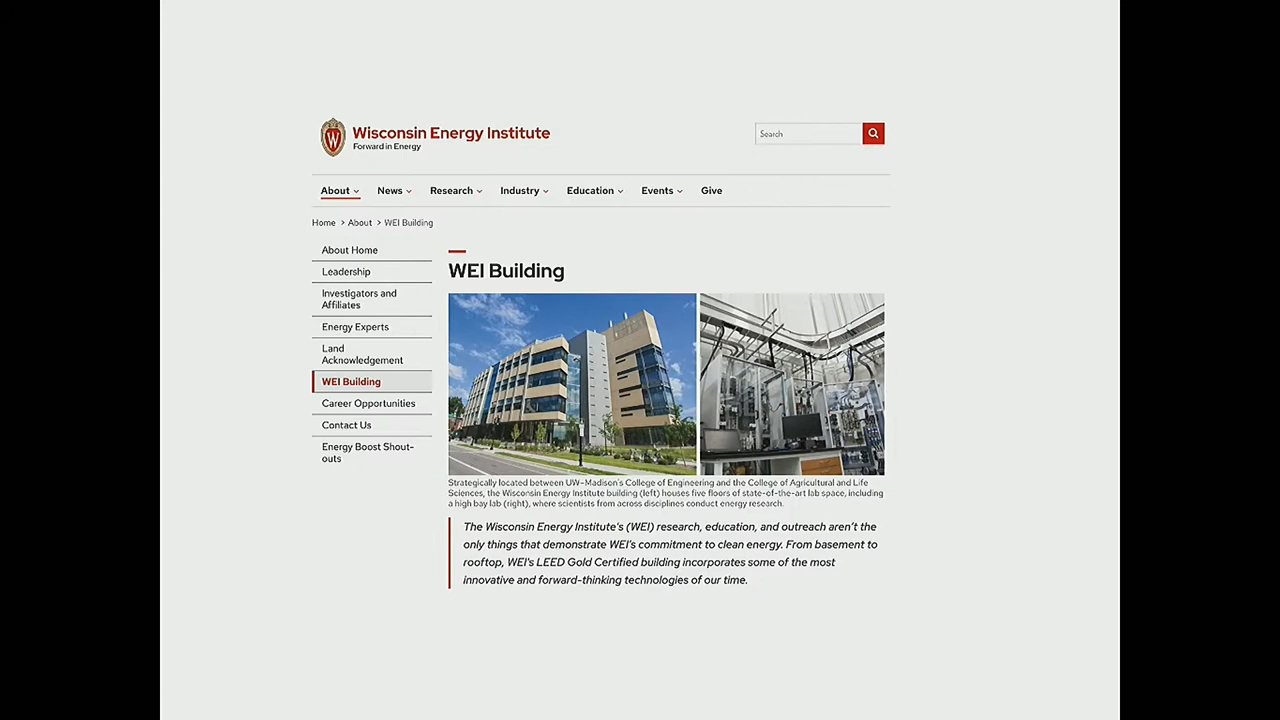 W
Wisconsin Energy Institute
Forward in Energy
Search
About
News
Research
Industry
Education
Events
Give
Home > About > WEI Building
About Home
Leadership
Investigators and
Affiliates
Energy Experts
Land
Acknowledgement
WEI Building
Career Opportunities
Contact Us
Energy Boost Shout-
outs
WEI Building
Strategically located between UW–Madison's College of Engineering and the College of Agricultural and Life
Sciences, the Wisconsin Energy Institute building (left) houses five floors of state-of-the-art lab space, including
a high bay lab (right), where scientists from across disciplines conduct energy research.
The Wisconsin Energy Institute's (WEI) research, education, and outreach aren't the
only things that demonstrate WEI's commitment to clean energy. From basement to
rooftop, WEI's LEED Gold Certified building incorporates some of the most
innovative and forward-thinking technologies of our time.